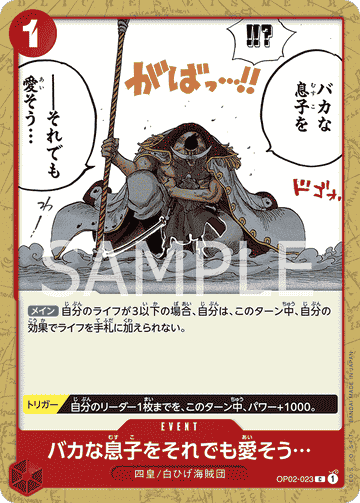 1
!!?
バカな
息子を
がばっ…!!
――それでも
愛そう…
ドゴォ
SAMPLE
メイン 自分のライフが3以下の場合、自分は、このターン中、自分の
効果でライフを手札に加えられない。
トリガー 自分のリーダー1枚までを、このターン中、パワー+1000。
EVENT
バカな息子をそれでも愛そう…
四皇/白ひげ海賊団
OP02-023 C 1